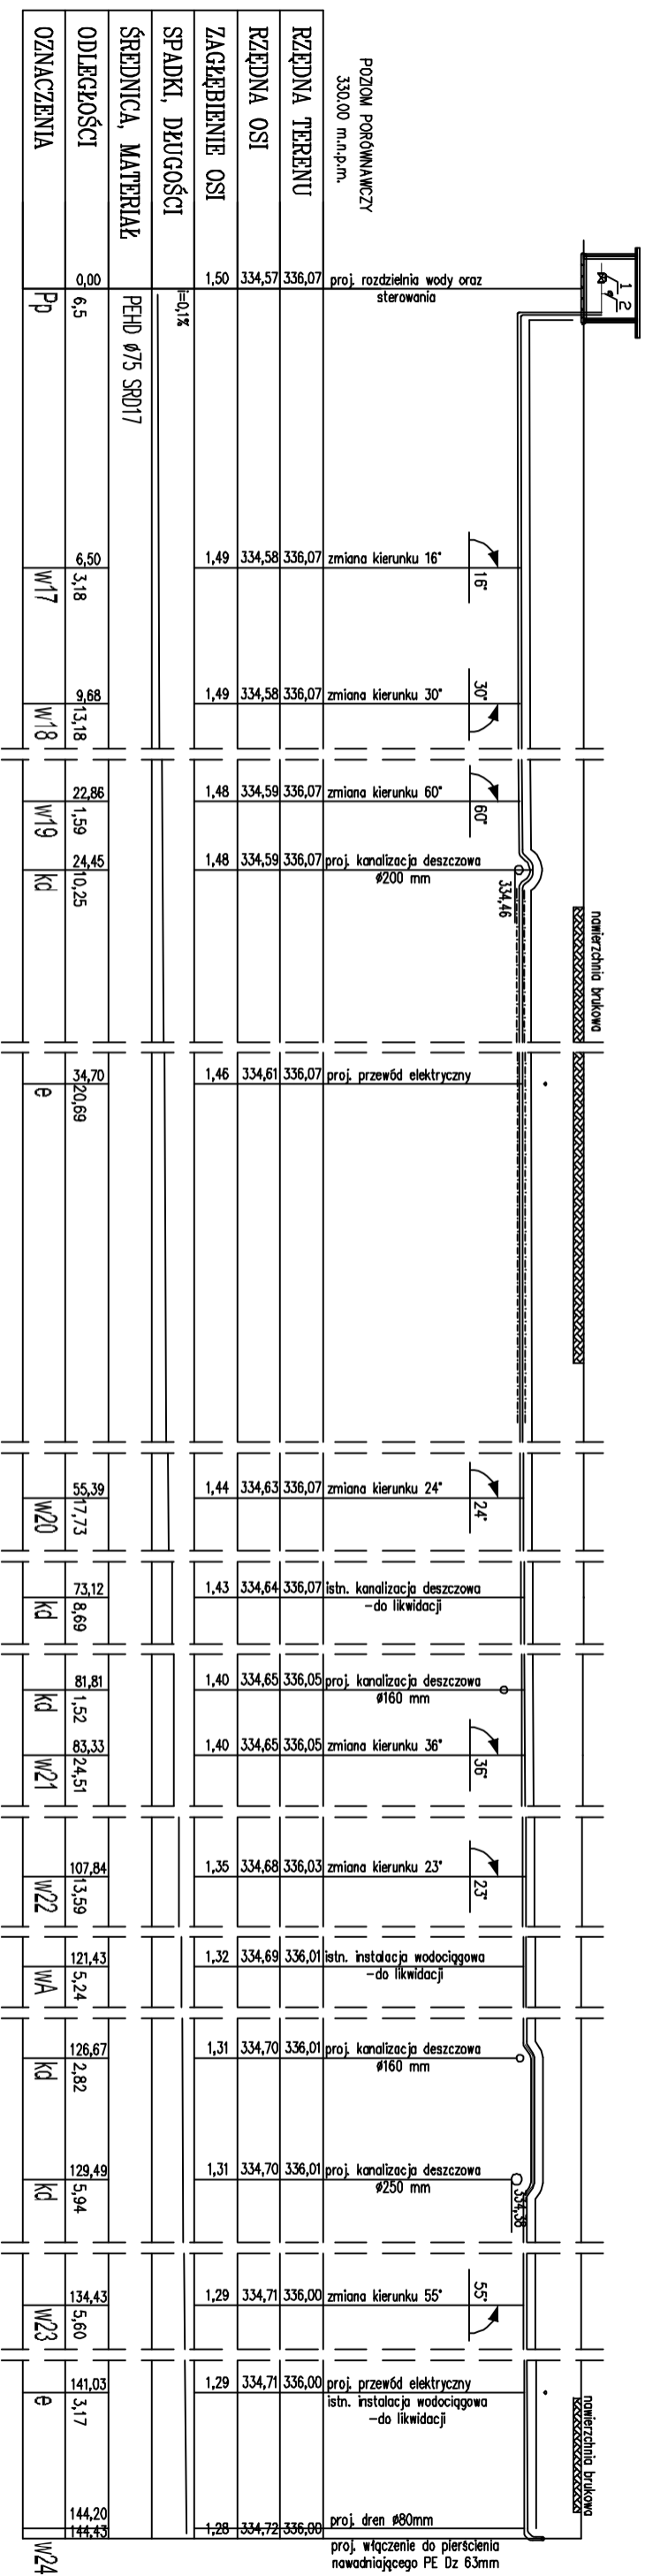 POZIOM PORÓWNAWCZY
330.00 m.n.p.m.
1 2
nawierzchnia brukowa
nawierzchnia brukowa
334,46
334,38
16°
30°
60°
24°
36°
23°
55°
proj. rozdzielnia wody oraz
sterowania
zmiana kierunku 16°
zmiana kierunku 30°
zmiana kierunku 60°
proj. kanalizacja deszczowa
ø200 mm
proj. przewód elektryczny
zmiana kierunku 24°
istn. kanalizacja deszczowa
-do likwidacji
proj. kanalizacja deszczowa
ø160 mm
zmiana kierunku 36°
zmiana kierunku 23°
istn. instalacja wodociągowa
-do likwidacji
proj. kanalizacja deszczowa
ø160 mm
proj. kanalizacja deszczowa
ø250 mm
zmiana kierunku 55°
proj. przewód elektryczny
istn. instalacja wodociągowa
-do likwidacji
proj. dren ø80mm
proj. włączenie do pierścienia
nawadniającego PE Dz 63mm
RZĘDNA TERENU 336,07 336,07 336,07 336,07 336,07 336,07 336,07 336,07 336,05 336,05 336,03 336,01 336,01 336,01 336,00 336,00 336,00
RZĘDNA OSI 334,57 334,58 334,58 334,59 334,59 334,61 334,63 334,64 334,65 334,65 334,68 334,69 334,70 334,70 334,71 334,71 334,72
ZAGŁĘBIENIE OSI 1,50 1,49 1,49 1,48 1,48 1,46 1,44 1,43 1,40 1,40 1,35 1,32 1,31 1,31 1,29 1,29 1,28
SPADKI, DŁUGOŚCI i=0,1%
ŚREDNICA, MATERIAŁ PEHD ø75 SRD17
ODLEGŁOŚCI 0,00 6,5 6,50 3,18 9,68 13,18 22,86 1,59 24,45 10,25 34,70 20,69 55,39 17,73 73,12 8,69 81,81 1,52 83,33 24,51 107,84 13,59 121,43 5,24 126,67 2,82 129,49 5,94 134,43 5,60 141,03 3,17 144,20 144,43
OZNACZENIA Pp w17 w18 w19 kd e w20 kd kd w21 w22 wA kd kd w23 e w24